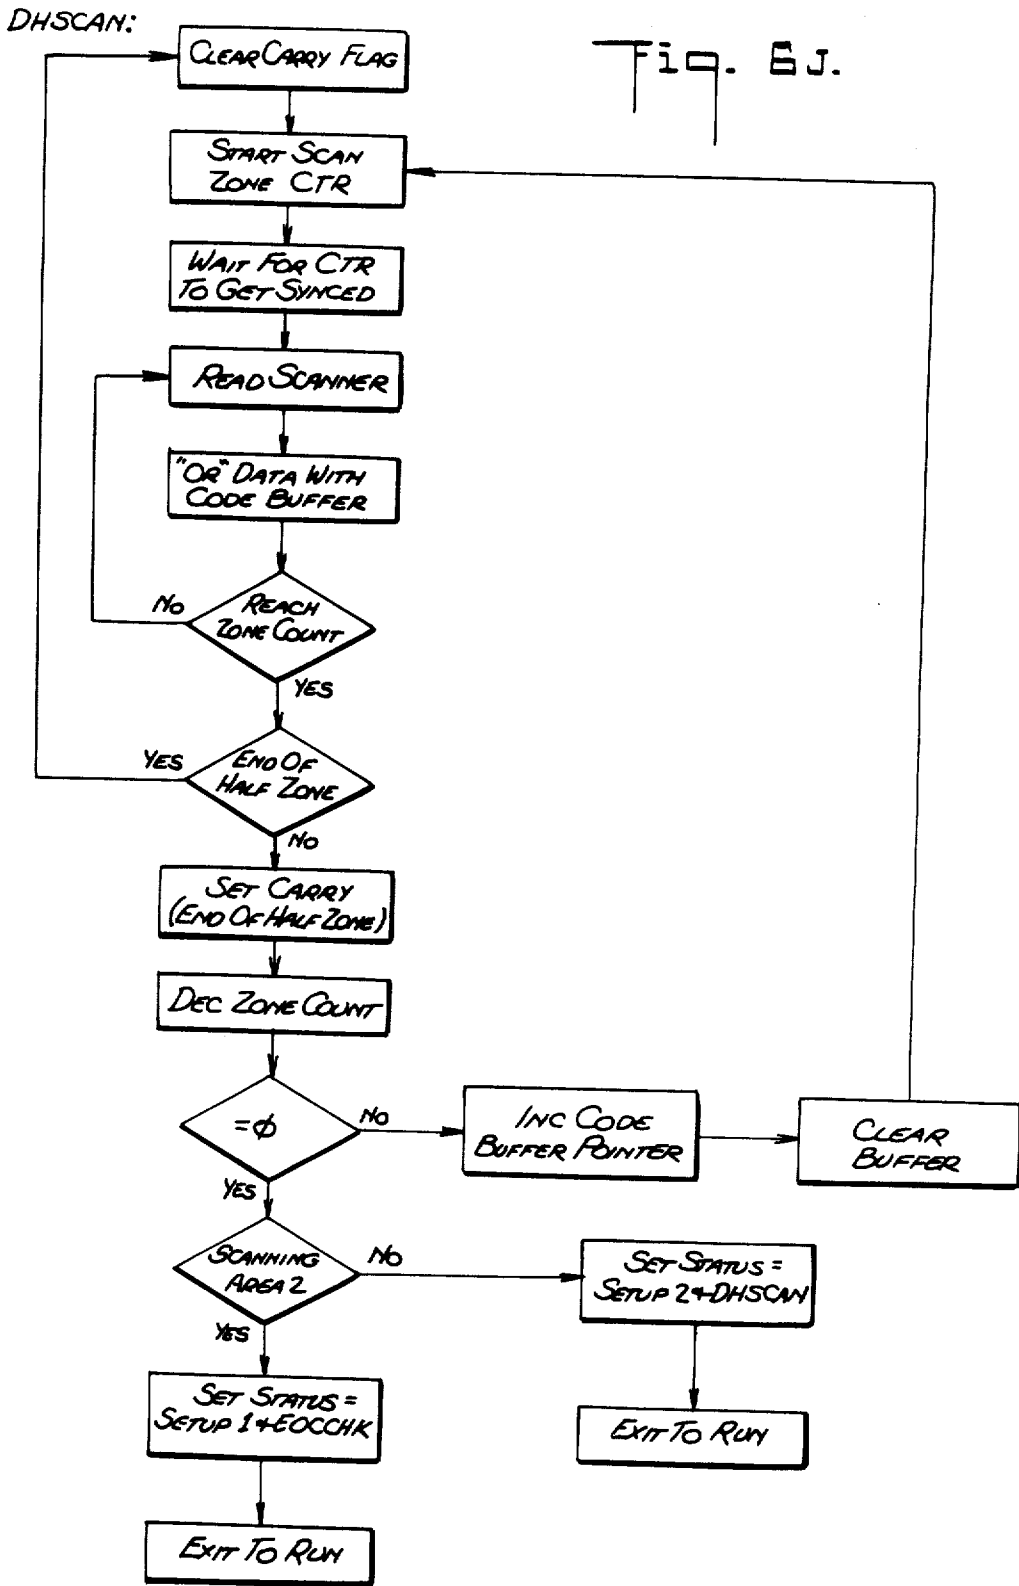 DHSCAN:
Fig. 6J.
CLEAR CARRY FLAG
START SCAN
ZONE CTR
WAIT FOR CTR
TO GET SYNCED
READ SCANNER
"OR" DATA WITH
CODE BUFFER
REACH
ZONE COUNT
NO
YES
END OF
HALF ZONE
YES
NO
SET CARRY
(END OF HALF ZONE)
DEC ZONE COUNT
=φ
NO
INC CODE
BUFFER POINTER
CLEAR
BUFFER
YES
SCANNING
AREA 2
NO
SET STATUS =
SETUP 2+DHSCAN
EXIT TO RUN
YES
SET STATUS =
SETUP 1+EOCCHK
EXIT TO RUN